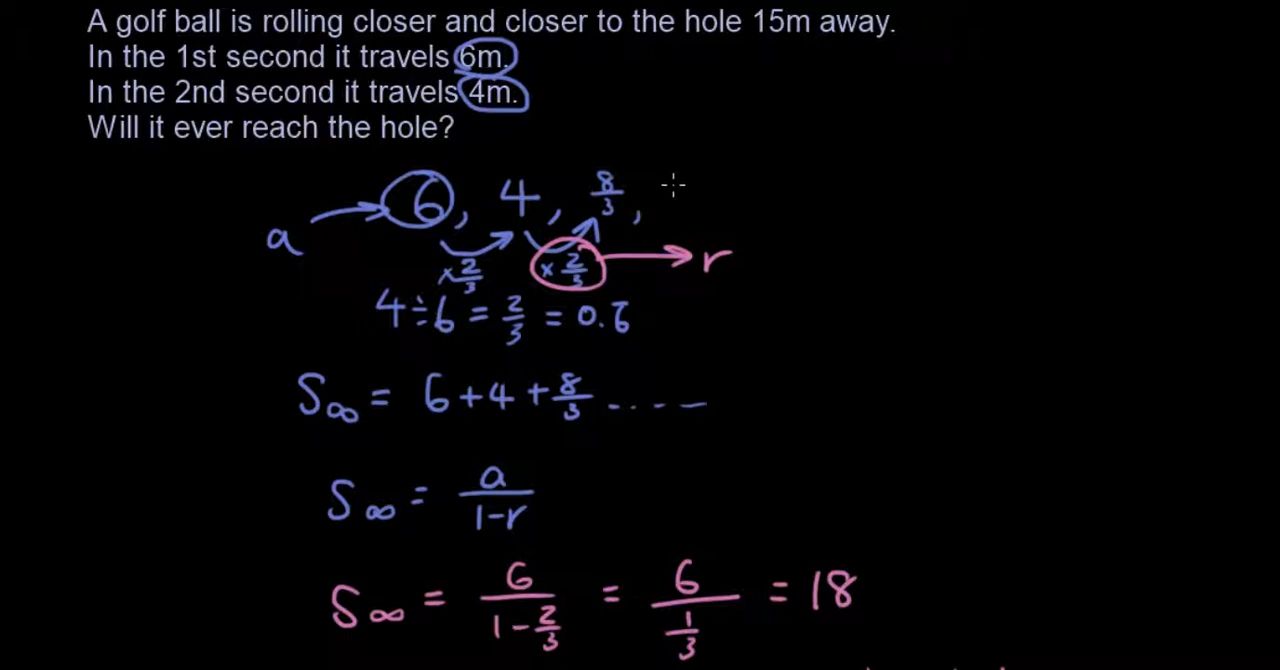 A golf ball is rolling closer and closer to the hole 15m away.
In the 1st second it travels 6m.
In the 2nd second it travels 4m.
Will it ever reach the hole?
a → 6, 4, 8/3,
×2/3 ×2/3 → r
4÷6 = 2/3 = 0.6̇
S∞ = 6+4+8/3 ....–
S∞ = a/(1-r)
S∞ = 6/(1-2/3) = 6/(1/3) = 18